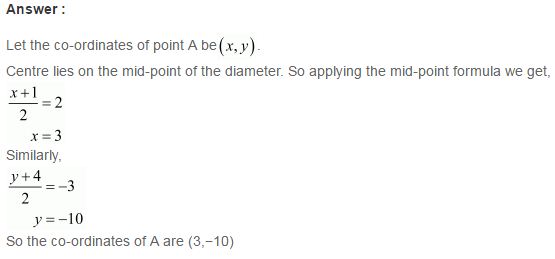 Answer :
Let the co-ordinates of point A be (x, y).
Centre lies on the mid-point of the diameter. So applying the mid-point formula we get,
x+1
2
=2
x=3
Similarly,
y+4
2
=−3
y=−10
So the co-ordinates of A are (3,−10)